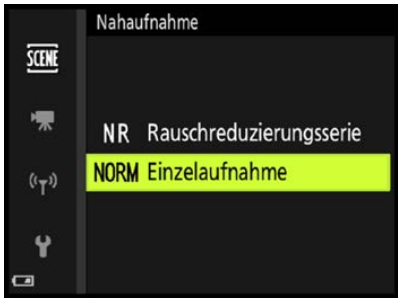 Nahaufnahme
SCENE
NR Rauschreduzierungsserie
NORM Einzelaufnahme